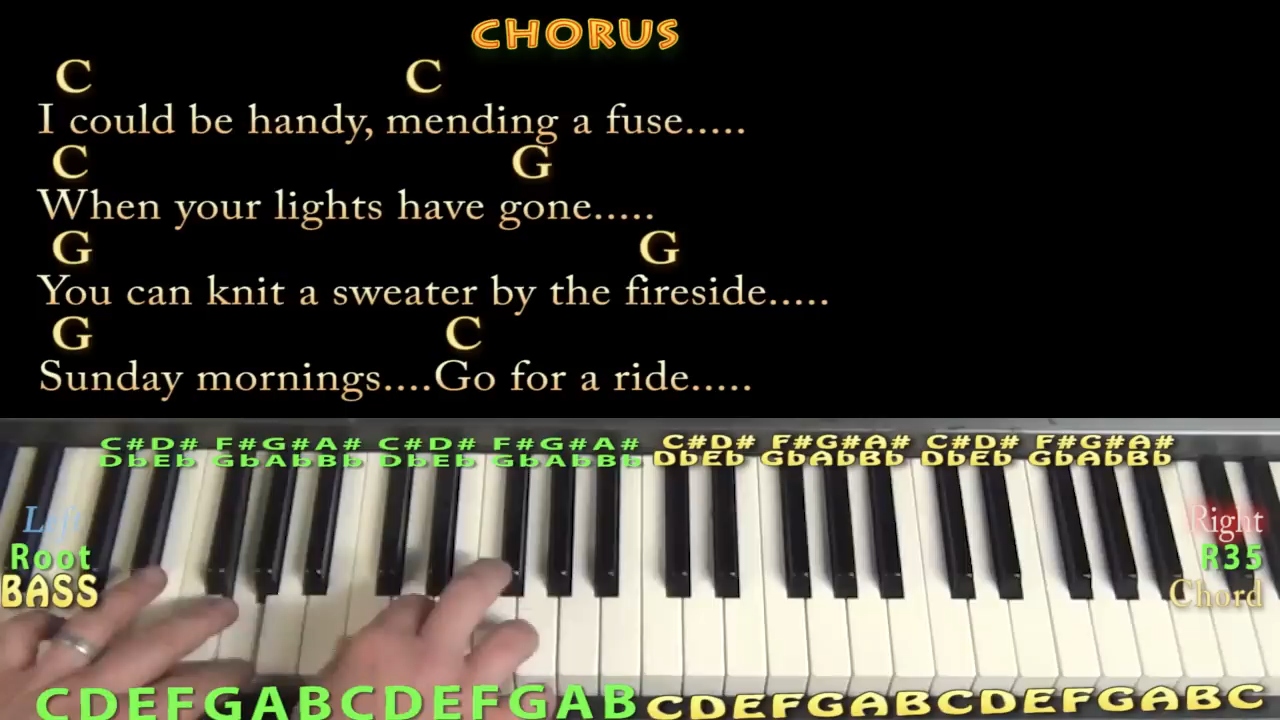 CHORUS
C C
I could be handy, mending a fuse.....
C G
When your lights have gone.....
G G
You can knit a sweater by the fireside.....
G C
Sunday mornings....Go for a ride.....
C#D# F#G#A# C#D# F#G#A# C#D# F#G#A# C#D# F#G#A#
DbEb GbAbBb DbEb GbAbBb DbEb GbAbBb DbEb GbAbBb
Left Right
Root R35
BASS Chord
CDEFGABCDEFGAB CDEFGABCDEFGABC